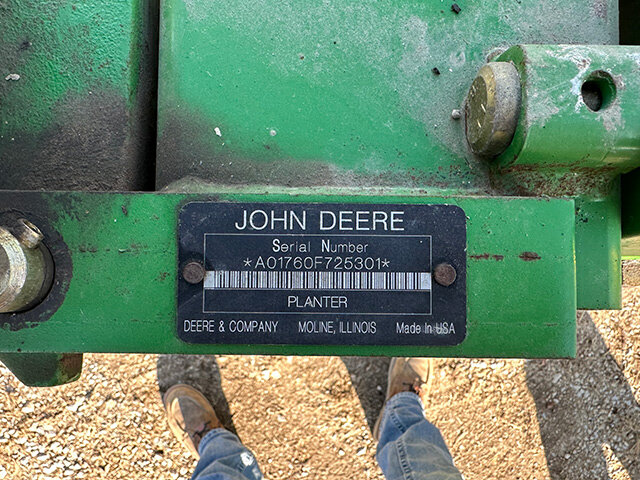 JOHN DEERE
Serial Number
*A01760F725301*
PLANTER
DEERE & COMPANY MOLINE, ILLINOIS Made In USA